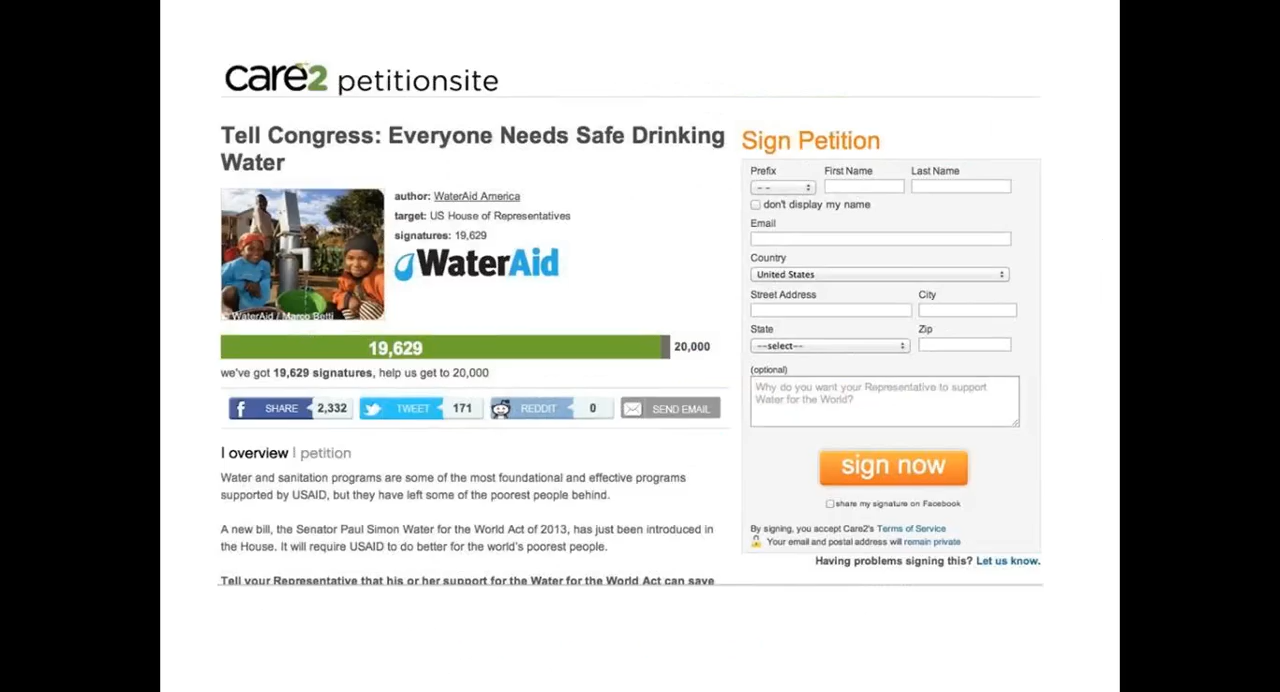 care2 petitionsite
Tell Congress: Everyone Needs Safe Drinking
Water
author: WaterAid America
target: US House of Representatives
signatures: 19,629
WaterAid
© WaterAid / Marco Betti
19,629
20,000
we've got 19,629 signatures, help us get to 20,000
SHARE 2,332 TWEET 171 REDDIT 0 SEND EMAIL
| overview | petition
Water and sanitation programs are some of the most foundational and effective programs
supported by USAID, but they have left some of the poorest people behind.
A new bill, the Senator Paul Simon Water for the World Act of 2013, has just been introduced in
the House. It will require USAID to do better for the world's poorest people.
Tell your Representative that his or her support for the Water for the World Act can save
Sign Petition
Prefix First Name Last Name
--
don't display my name
Email
Country
United States
Street Address City
State Zip
--select--
(optional)
Why do you want your Representative to support
Water for the World?
sign now
share my signature on Facebook
By signing, you accept Care2's Terms of Service
Your email and postal address will remain private
Having problems signing this? Let us know.